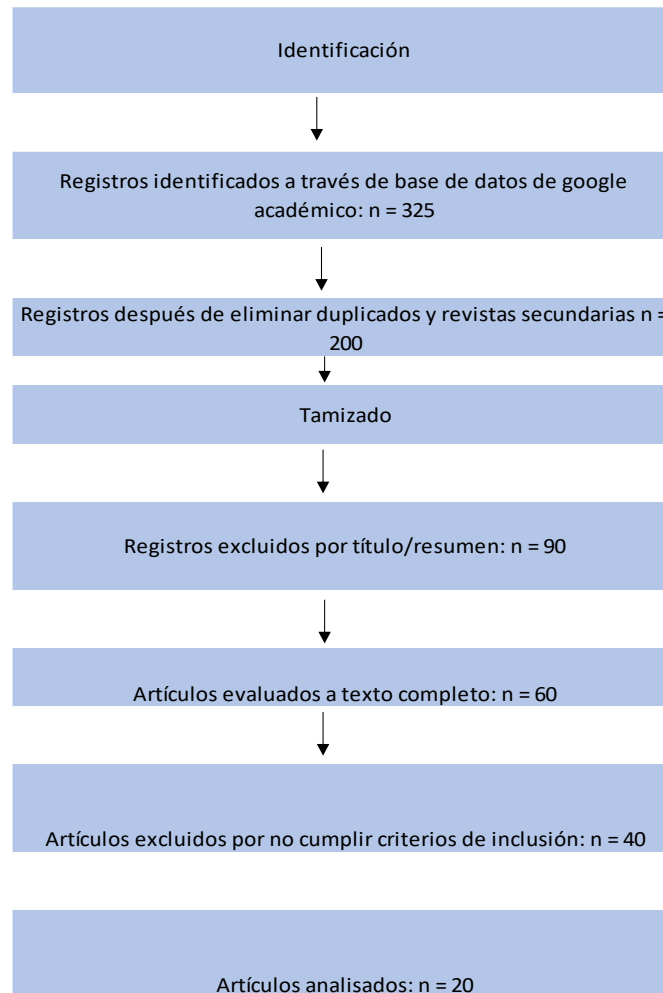 Identificación
Registros identificados a través de base de datos de google
académico: n = 325
Registros después de eliminar duplicados y revistas secundarias n =
200
Tamizado
Registros excluidos por título/resumen: n = 90
Artículos evaluados a texto completo: n = 60
Artículos excluidos por no cumplir criterios de inclusión: n = 40
Artículos analisados: n = 20